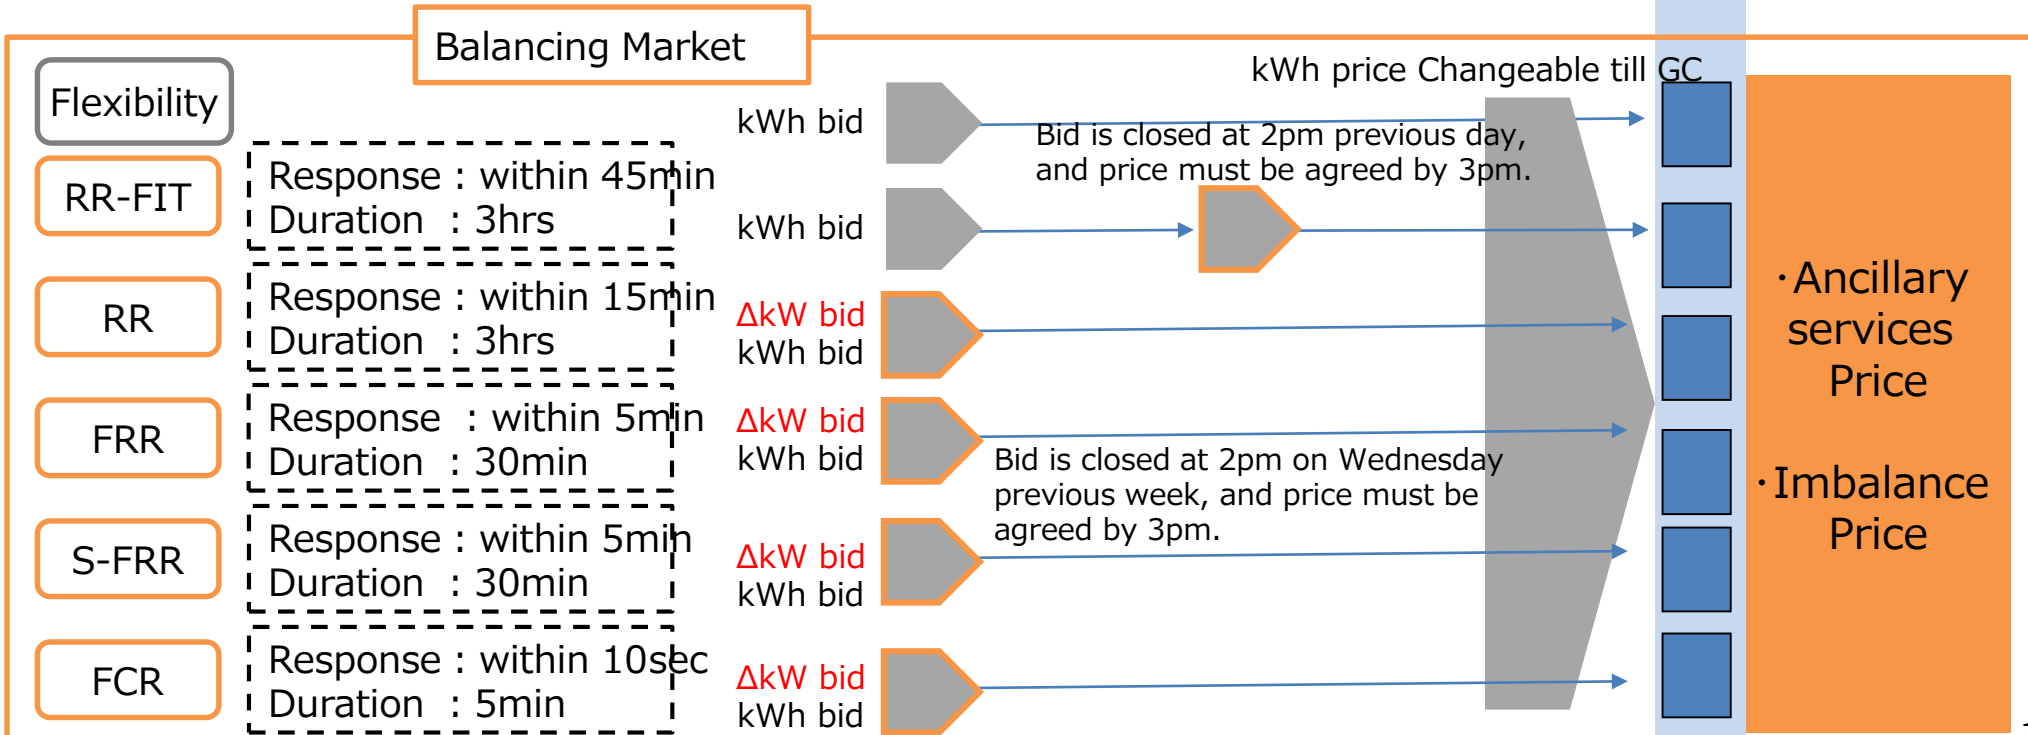 Balancing Market
kWh price Changeable till GC
Flexibility
kWh bid
Bid is closed at 2pm previous day,
and price must be agreed by 3pm.
RR-FIT
Response : within 45min
Duration : 3hrs
kWh bid
RR
Response : within 15min
Duration : 3hrs
ΔkW bid
kWh bid
FRR
Response : within 5min
Duration : 30min
ΔkW bid
kWh bid
Bid is closed at 2pm on Wednesday
previous week, and price must be
agreed by 3pm.
S-FRR
Response : within 5min
Duration : 30min
ΔkW bid
kWh bid
FCR
Response : within 10sec
Duration : 5min
ΔkW bid
kWh bid
・Ancillary
services
Price
・Imbalance
Price